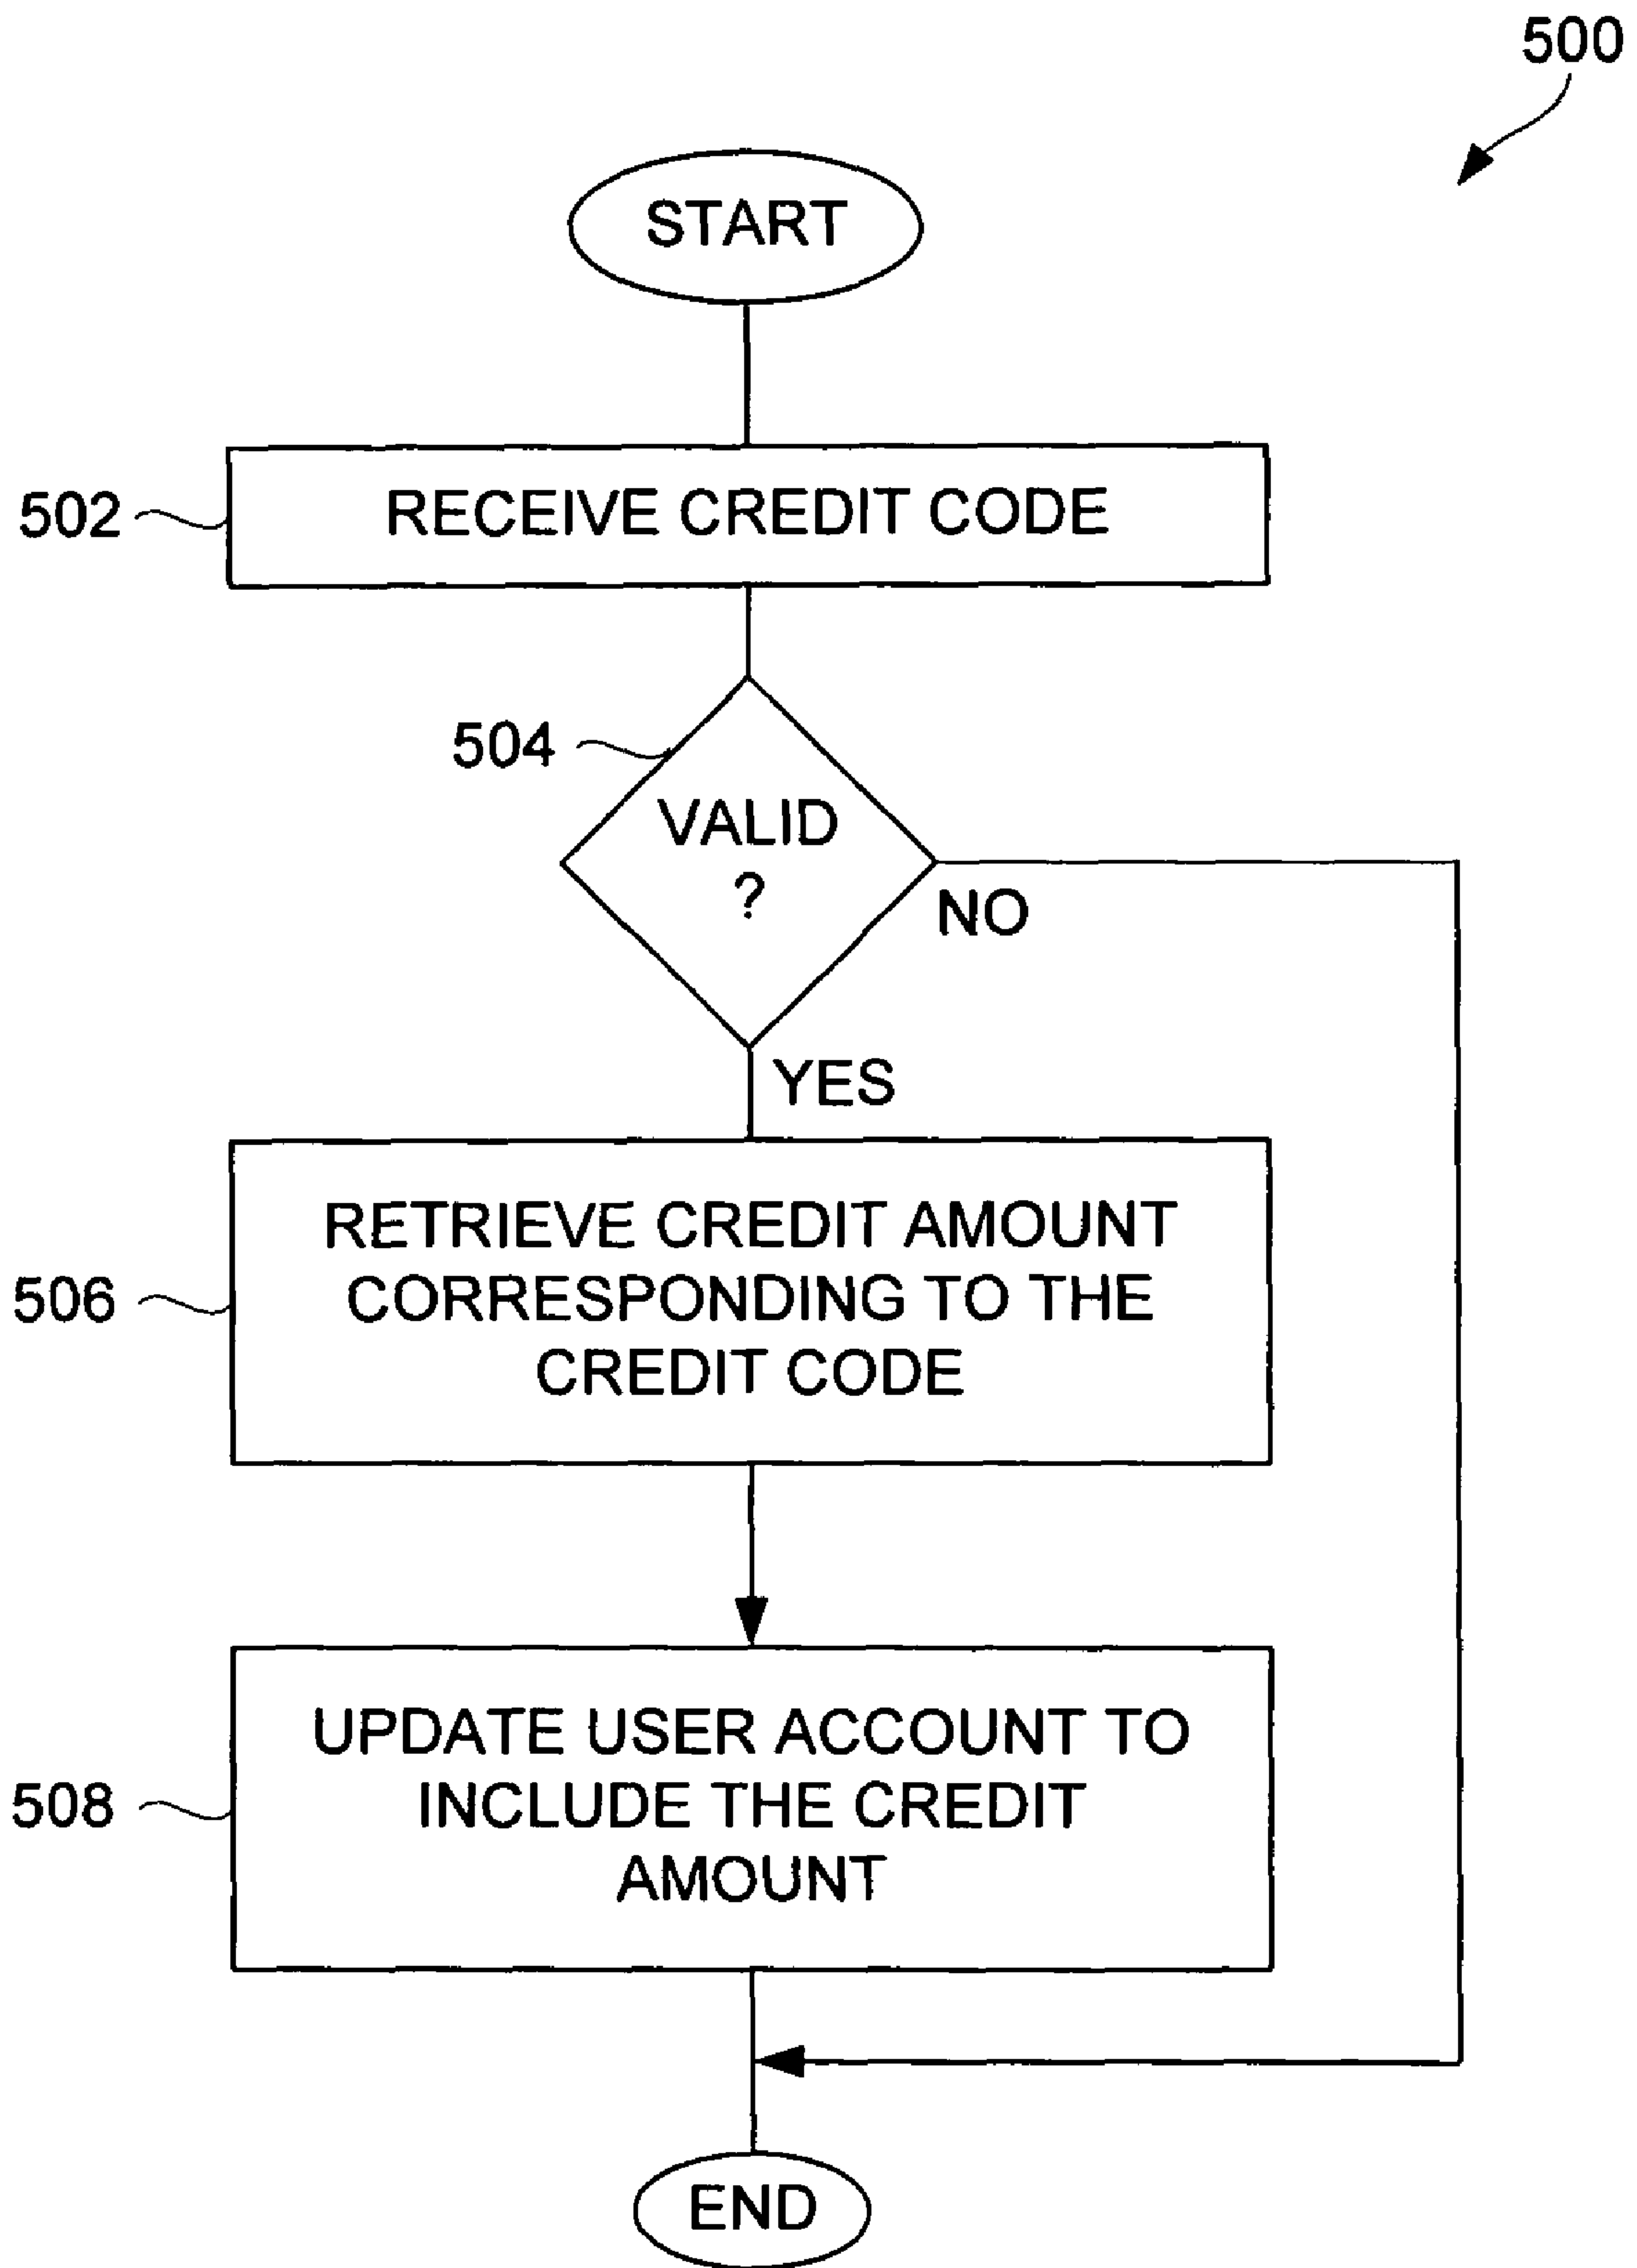 500
START
502
RECEIVE CREDIT CODE
504
VALID
?
NO
YES
506
RETRIEVE CREDIT AMOUNT
CORRESPONDING TO THE
CREDIT CODE
508
UPDATE USER ACCOUNT TO
INCLUDE THE CREDIT
AMOUNT
END